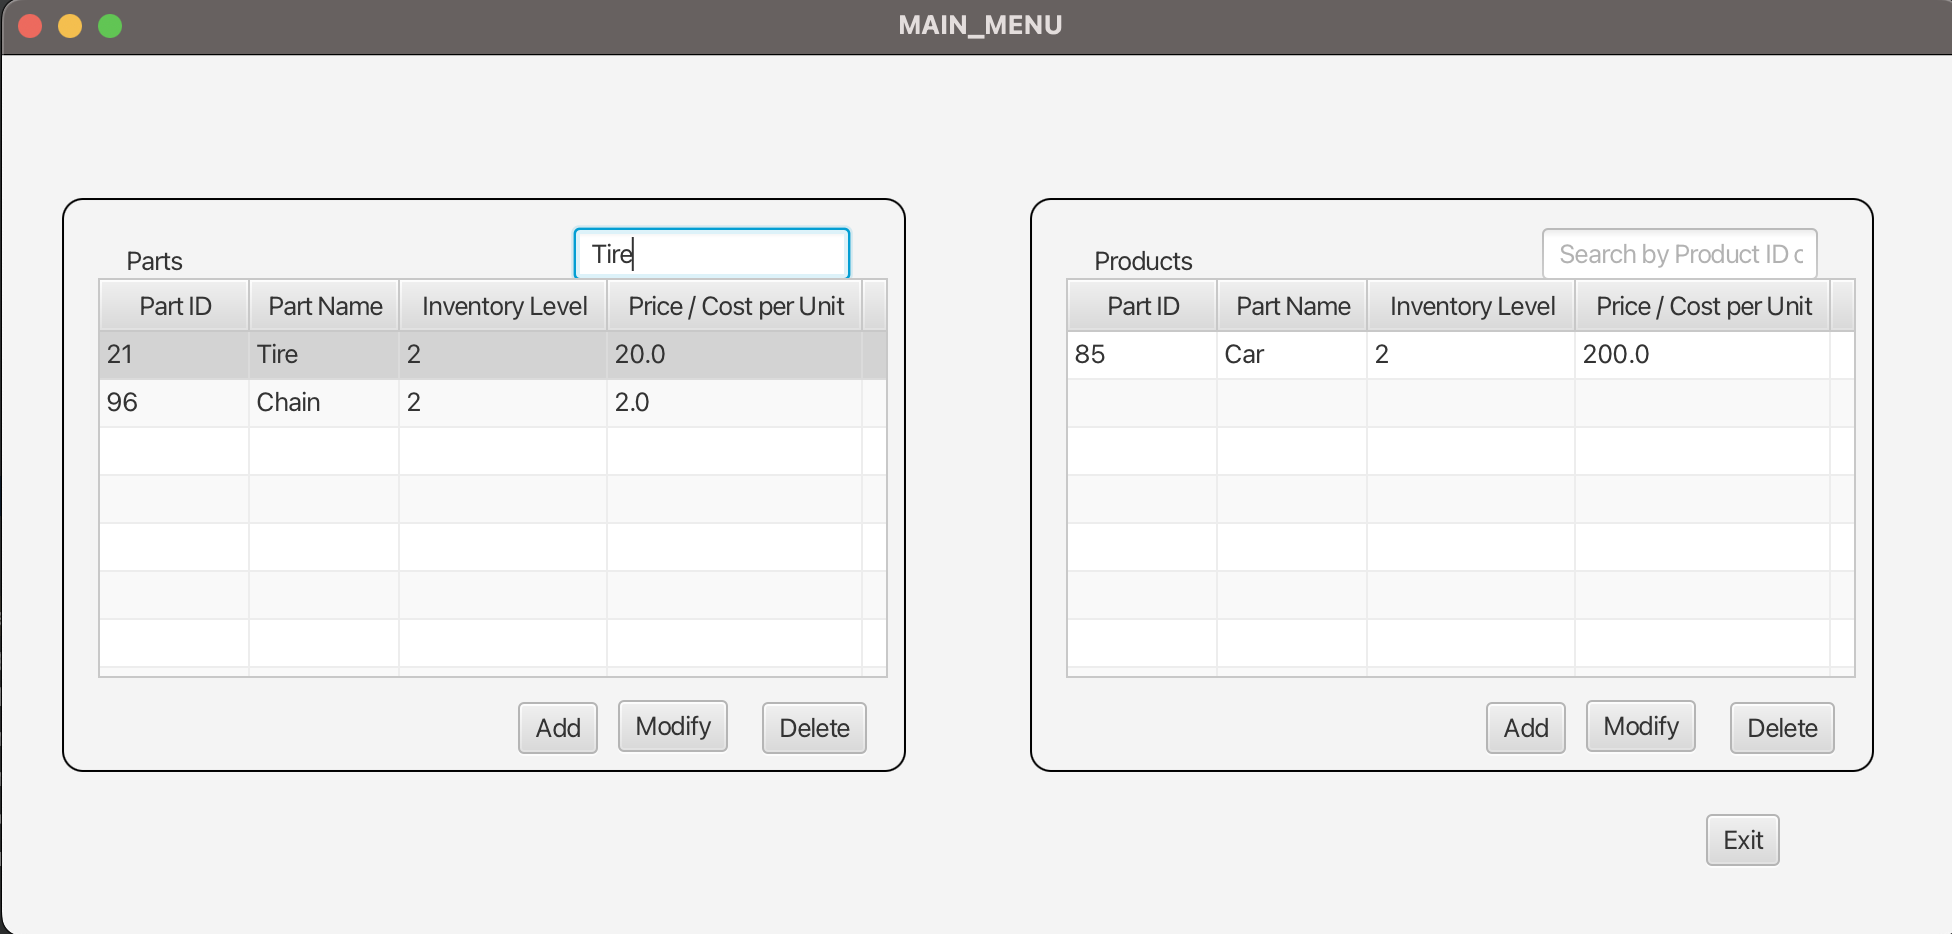 MAIN_MENU
Parts
Tire
Part ID Part Name Inventory Level Price / Cost per Unit
21 Tire 2 20.0
96 Chain 2 2.0
Add Modify Delete
Products
Search by Product ID c
Part ID Part Name Inventory Level Price / Cost per Unit
85 Car 2 200.0
Add Modify Delete
Exit